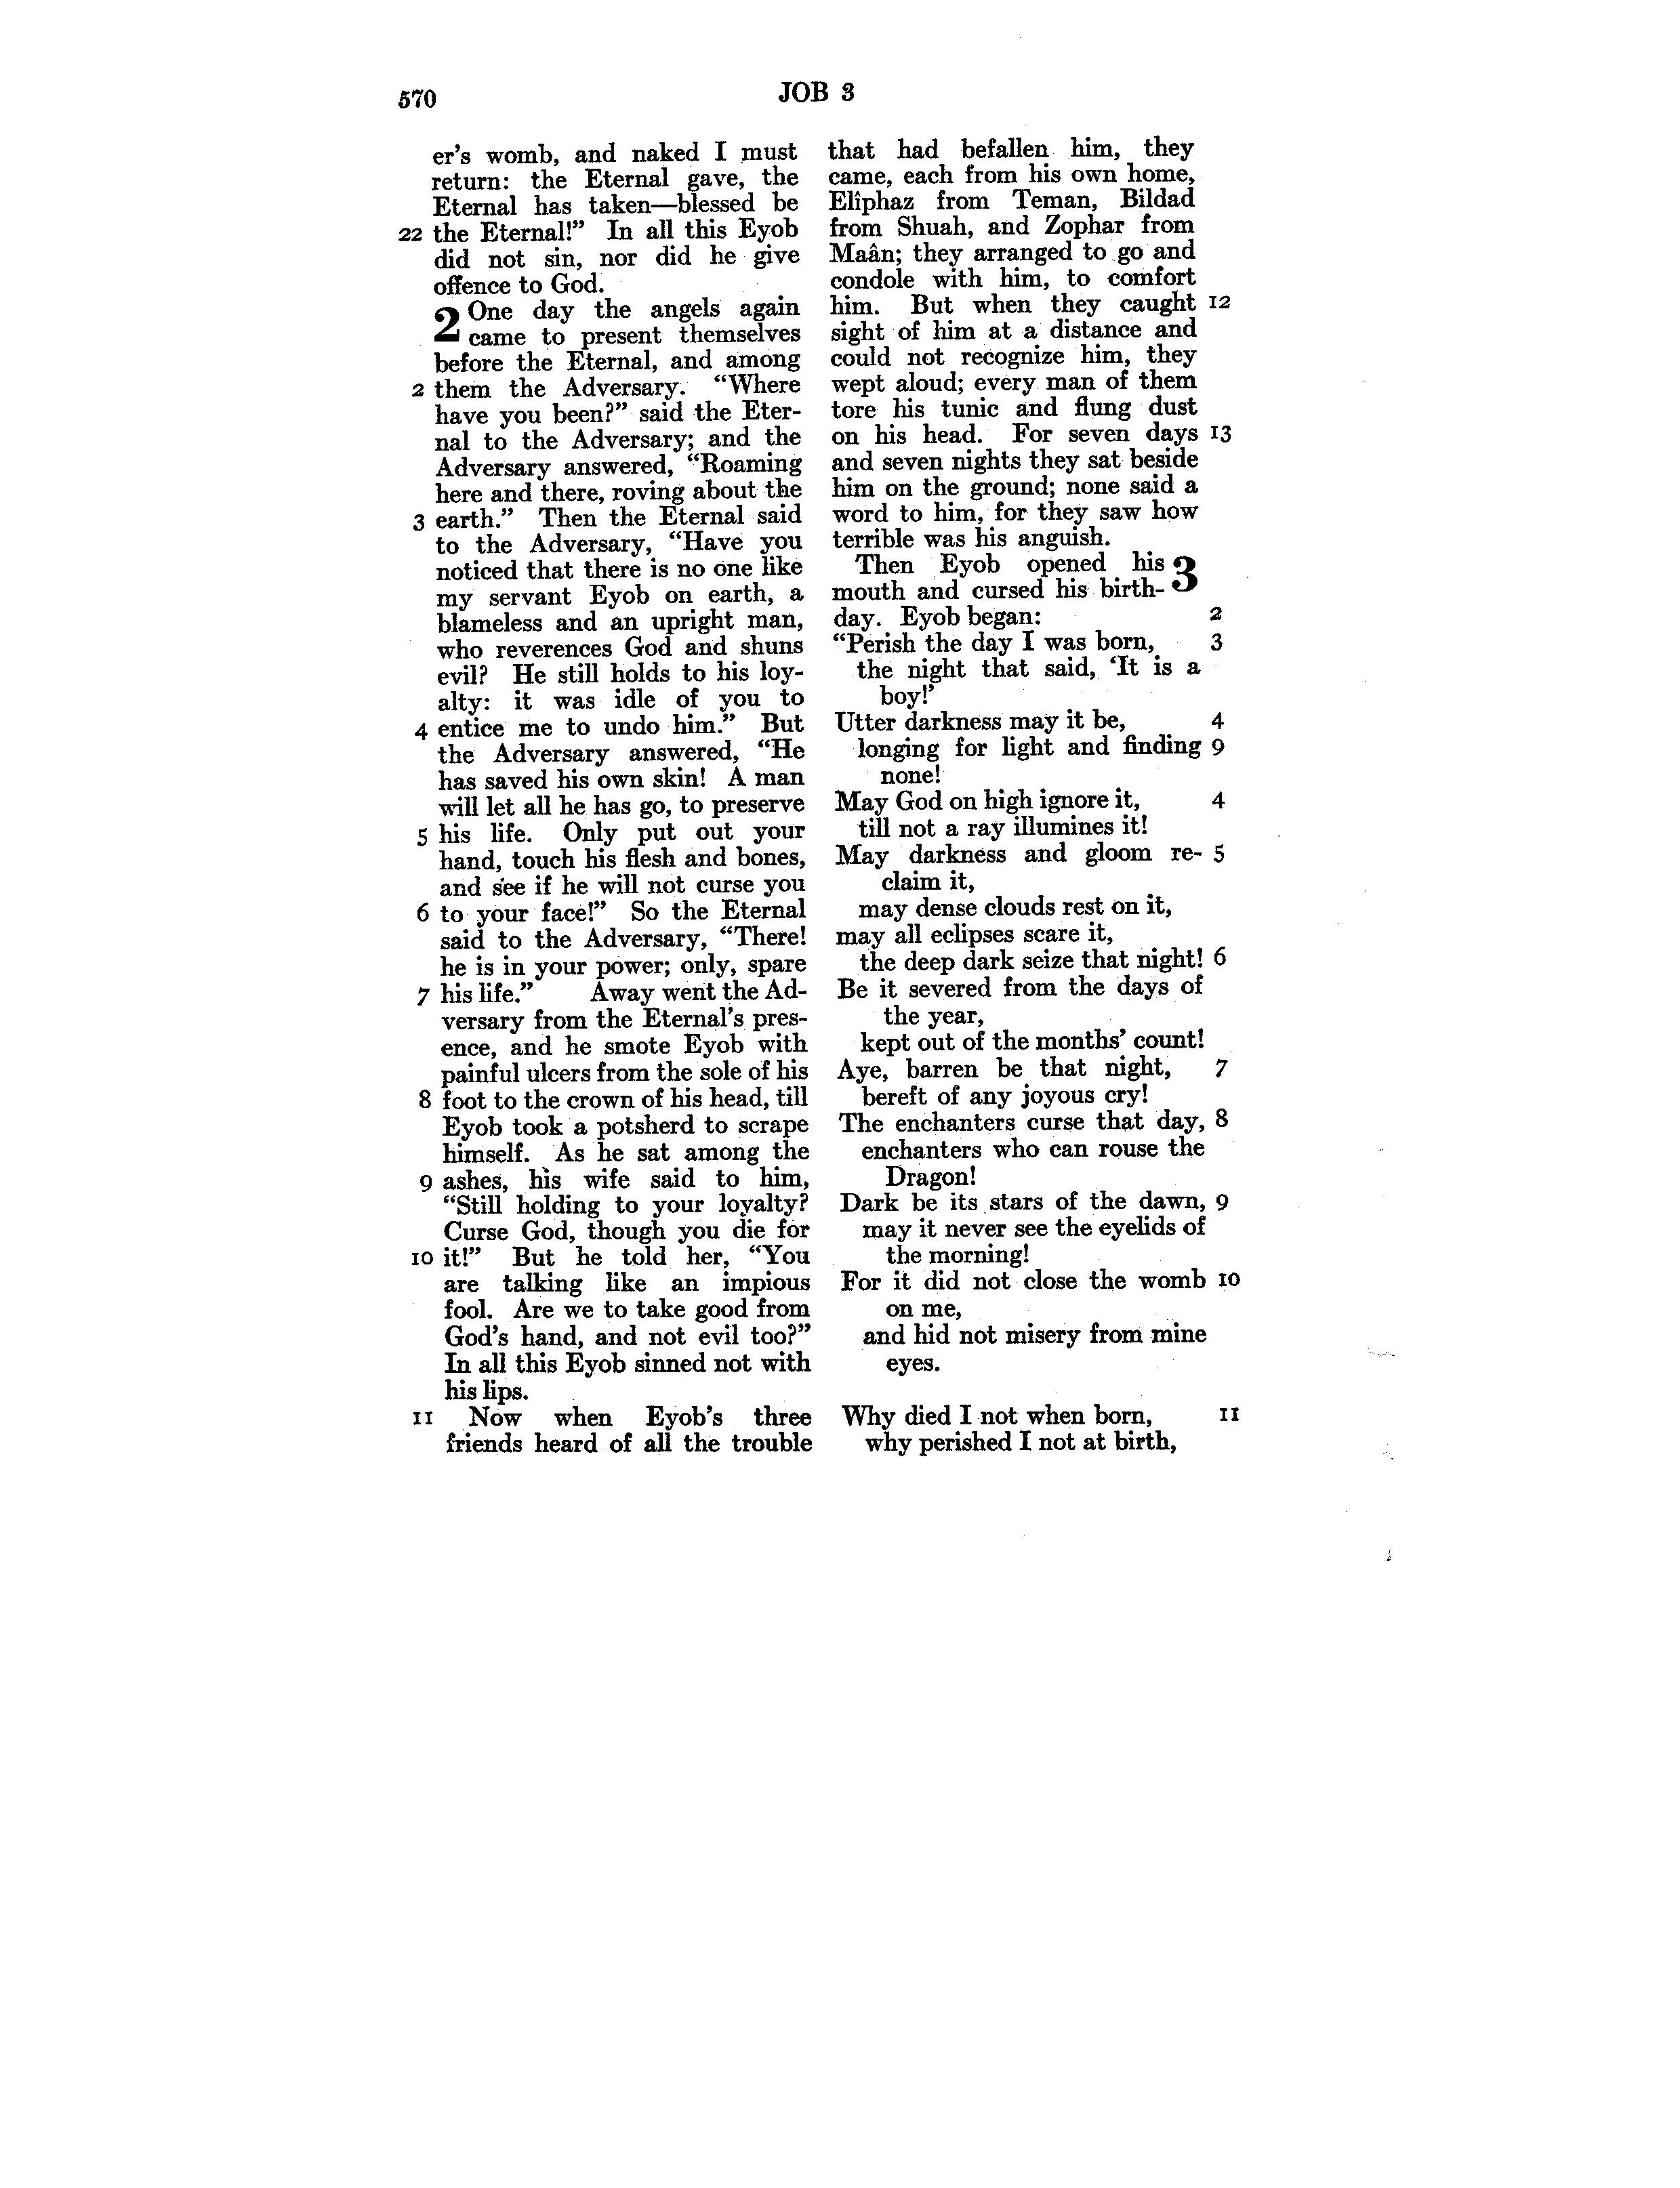 570
JOB 3
er's womb, and naked I must
return: the Eternal gave, the
Eternal has taken—blessed be
22 the Eternal!” In all this Eyob
did not sin, nor did he give
offence to God.
2 One day the angels again
came to present themselves
before the Eternal, and among
2 them the Adversary. “Where
have you been?” said the Eter-
nal to the Adversary; and the
Adversary answered, “Roaming
here and there, roving about the
3 earth.” Then the Eternal said
to the Adversary, “Have you
noticed that there is no one like
my servant Eyob on earth, a
blameless and an upright man,
who reverences God and shuns
evil? He still holds to his loy-
alty: it was idle of you to
4 entice me to undo him.” But
the Adversary answered, “He
has saved his own skin! A man
will let all he has go, to preserve
5 his life. Only put out your
hand, touch his flesh and bones,
and see if he will not curse you
6 to your face!” So the Eternal
said to the Adversary, “There!
he is in your power; only, spare
7 his life.” Away went the Ad-
versary from the Eternal's pres-
ence, and he smote Eyob with
painful ulcers from the sole of his
8 foot to the crown of his head, till
Eyob took a potsherd to scrape
himself. As he sat among the
9 ashes, his wife said to him,
“Still holding to your loyalty?
Curse God, though you die for
10 it!” But he told her, “You
are talking like an impious
fool. Are we to take good from
God's hand, and not evil too?”
In all this Eyob sinned not with
his lips.
11 Now when Eyob's three
friends heard of all the trouble
that had befallen him, they
came, each from his own home,
Elîphaz from Teman, Bildad
from Shuah, and Zophar from
Maân; they arranged to go and
condole with him, to comfort
him. But when they caught 12
sight of him at a distance and
could not recognize him, they
wept aloud; every man of them
tore his tunic and flung dust
on his head. For seven days 13
and seven nights they sat beside
him on the ground; none said a
word to him, for they saw how
terrible was his anguish.
Then Eyob opened his 3
mouth and cursed his birth-
day. Eyob began: 2
“Perish the day I was born, 3
the night that said, ‘It is a
boy!’
Utter darkness may it be, 4
longing for light and finding 9
none!
May God on high ignore it, 4
till not a ray illumines it!
May darkness and gloom re- 5
claim it,
may dense clouds rest on it,
may all eclipses scare it,
the deep dark seize that night! 6
Be it severed from the days of
the year,
kept out of the months' count!
Aye, barren be that night, 7
bereft of any joyous cry!
The enchanters curse that day, 8
enchanters who can rouse the
Dragon!
Dark be its stars of the dawn, 9
may it never see the eyelids of
the morning!
For it did not close the womb 10
on me,
and hid not misery from mine
eyes.
Why died I not when born, 11
why perished I not at birth,